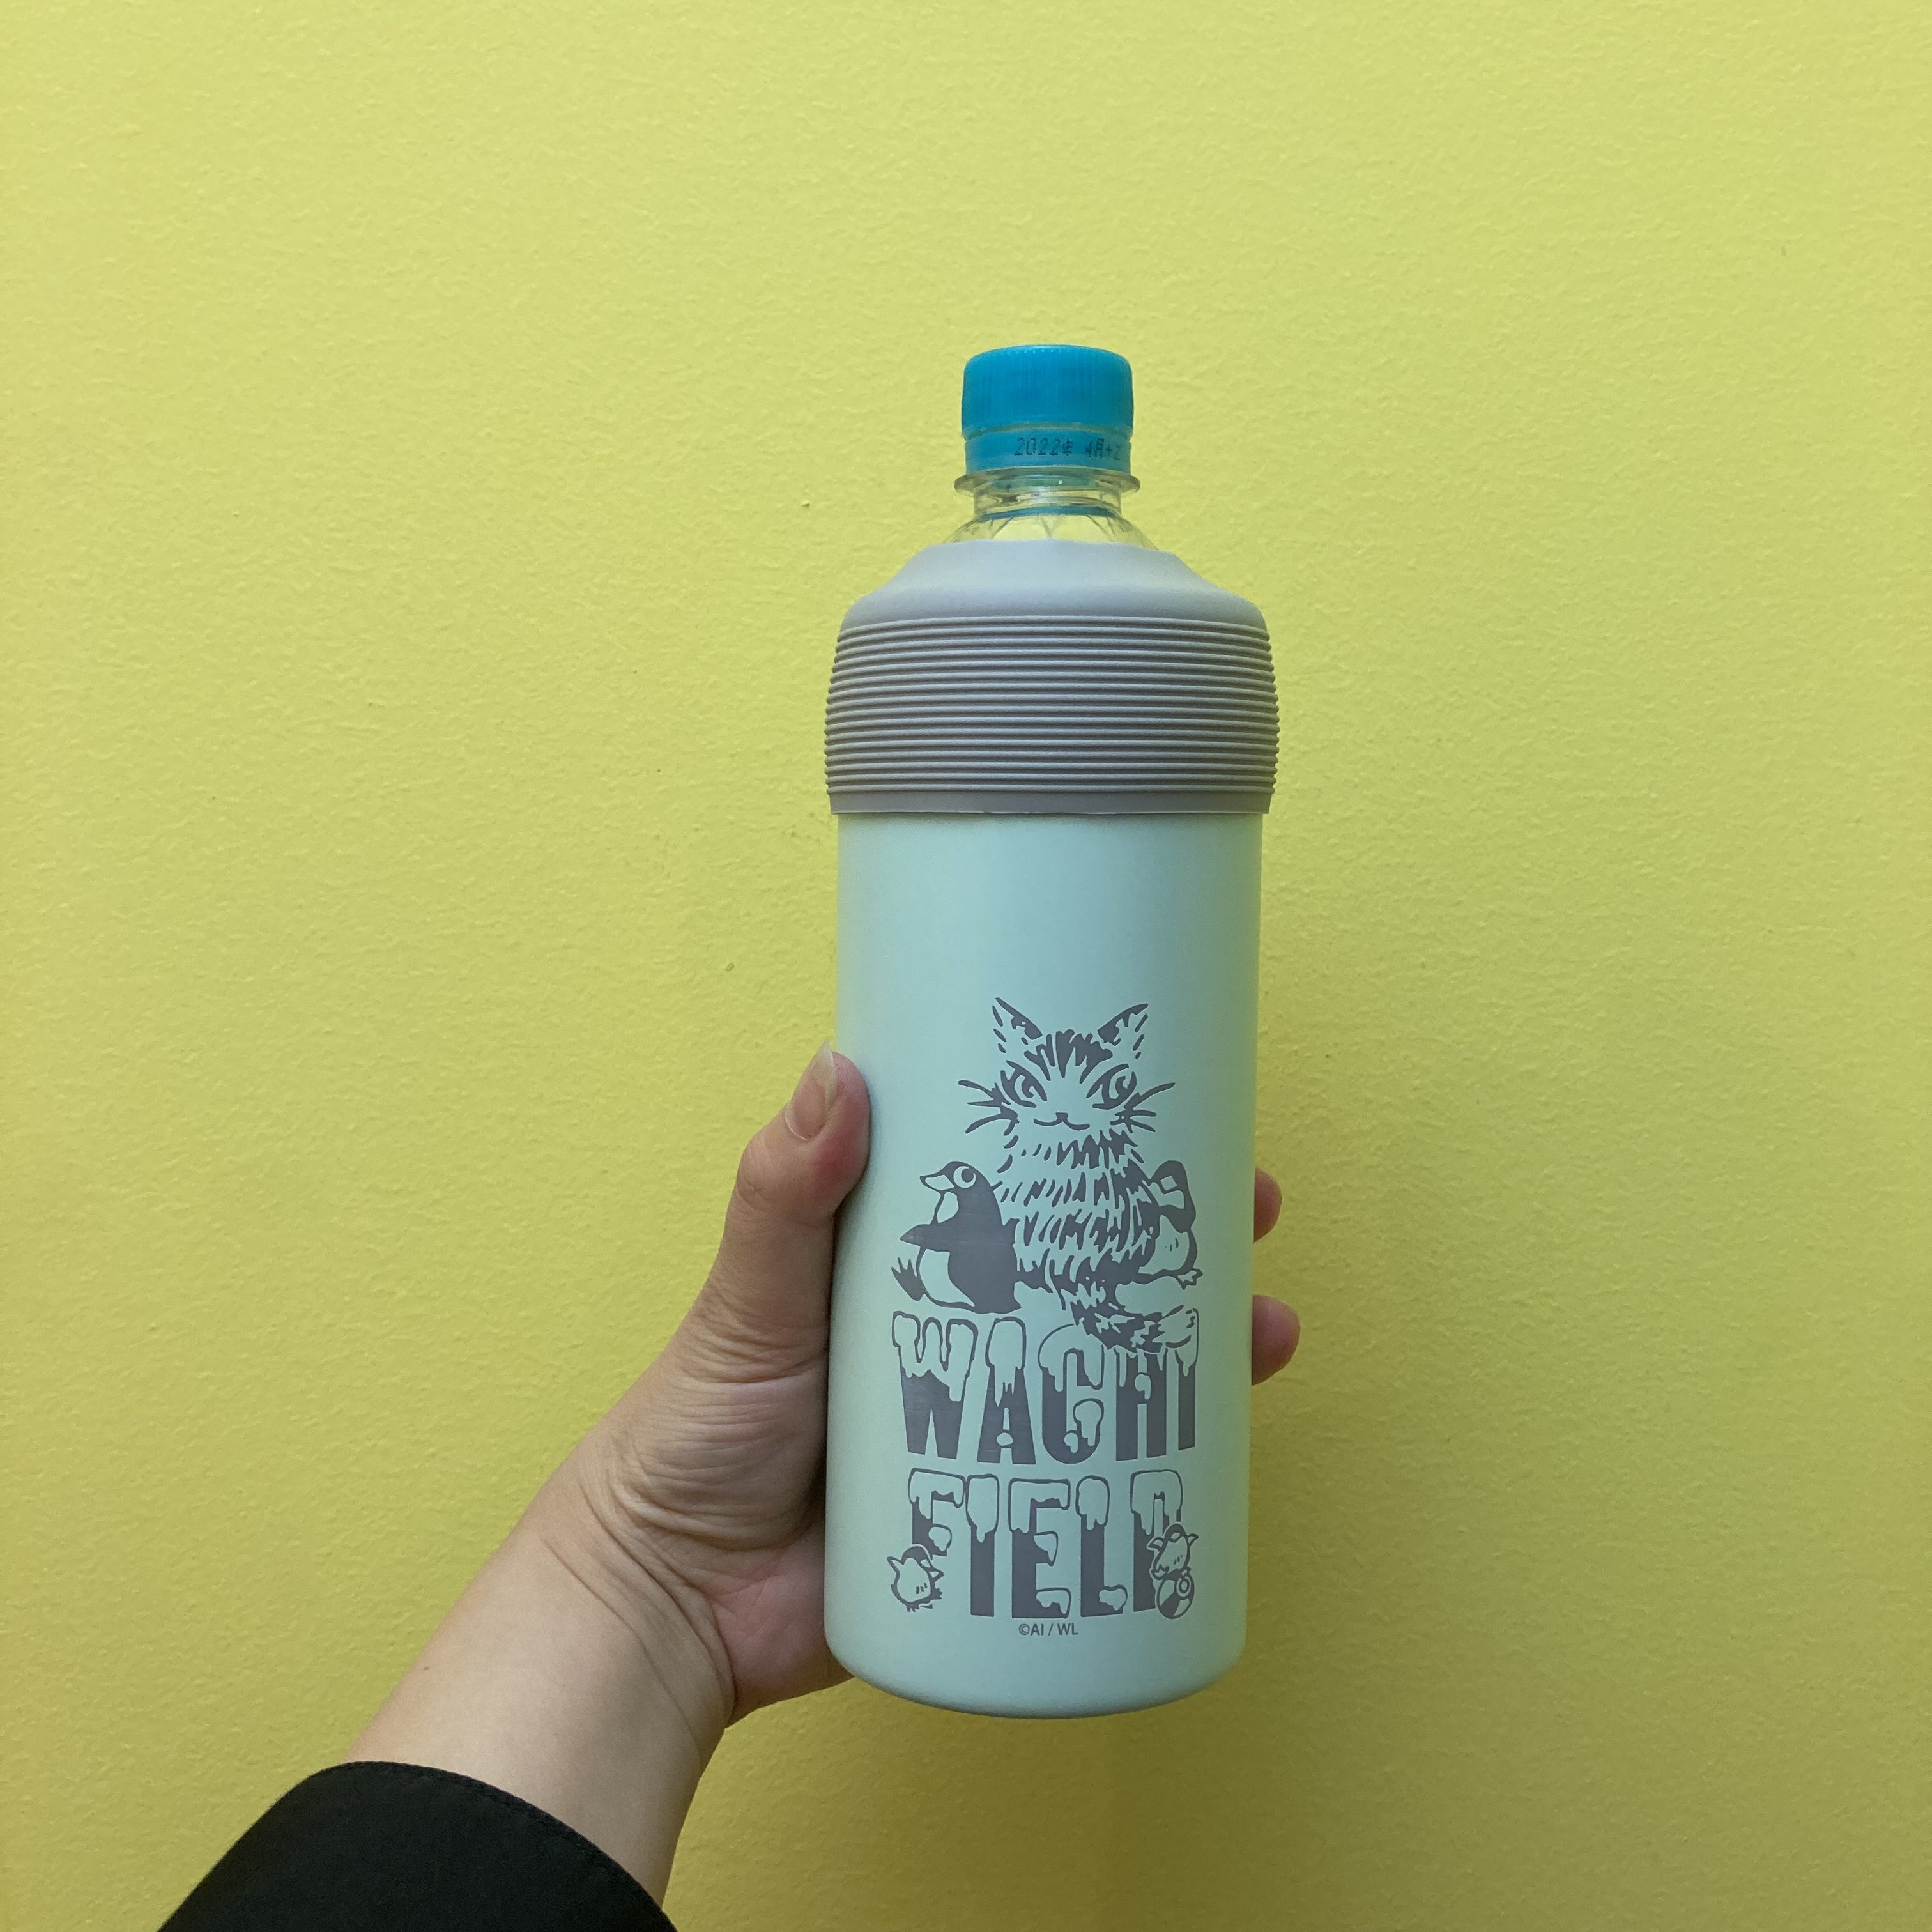 2022年 4月
WACHI
FIELD
©AI / WL